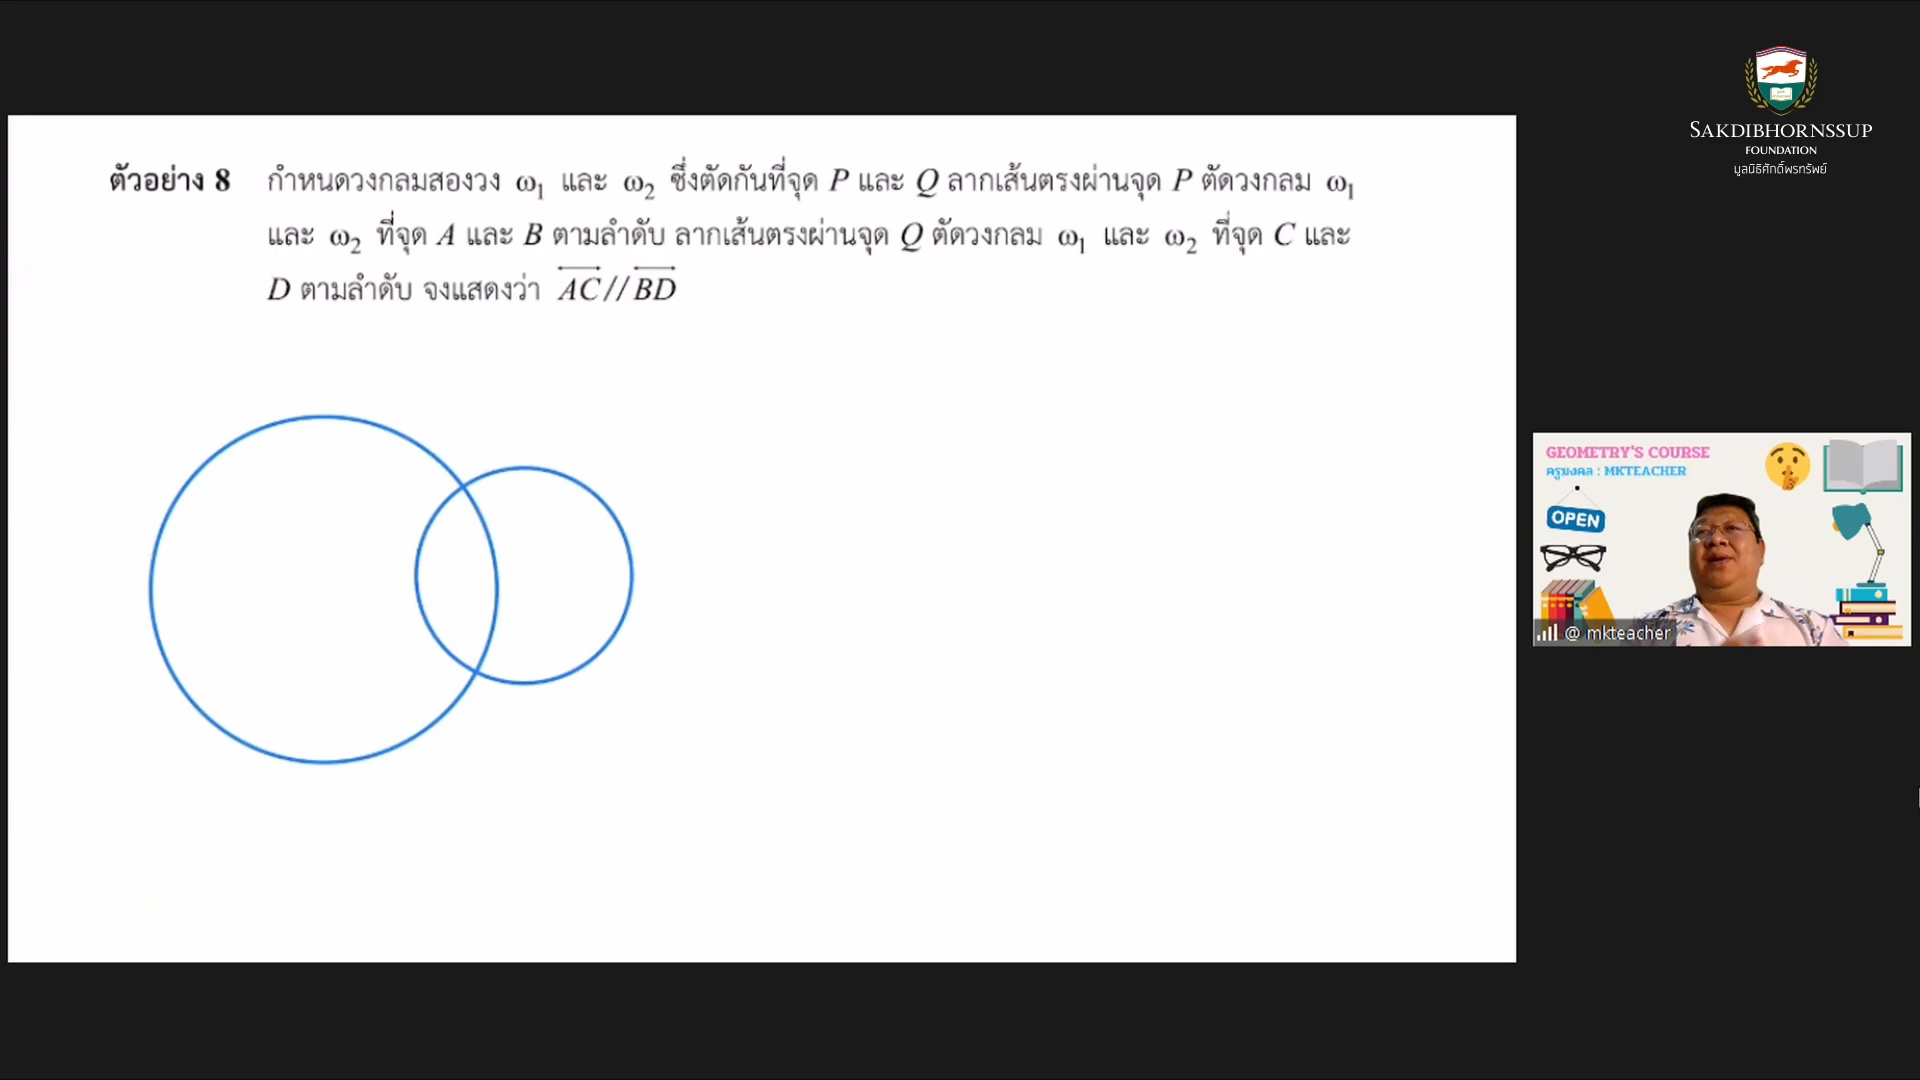 SAKDIBHORNSSUP
FOUNDATION
มูลนิธิศักดิ์พรทรัพย์
ตัวอย่าง 8 กำหนดวงกลมสองวง ω₁ และ ω₂ ซึ่งตัดกันที่จุด P และ Q ลากเส้นตรงผ่านจุด P ตัดวงกลม ω₁
และ ω₂ ที่จุด A และ B ตามลำดับ ลากเส้นตรงผ่านจุด Q ตัดวงกลม ω₁ และ ω₂ ที่จุด C และ
D ตามลำดับ จงแสดงว่า AC//BD
GEOMETRY'S COURSE
ครูมงคล : MKTEACHER
OPEN
@ mkteacher